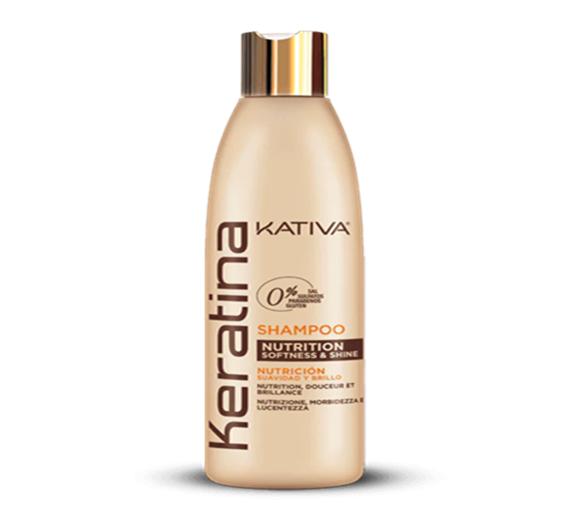 Keratina
KATIVA®
0% SAL
SULFATOS
PARABENOS
GLUTEN
SHAMPOO
NUTRITION
SOFTNESS & SHINE
NUTRICIÓN
SUAVIDAD Y BRILLO
NUTRITION, DOUCEUR ET
BRILLANCE
NUTRIZIONE, MORBIDEZZA E
LUCENTEZZA